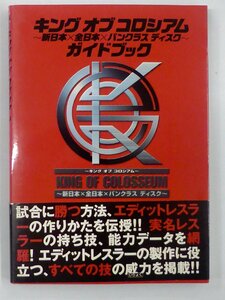 キング オブ コロシアム
～新日本×全日本×パンクラス ディスク～
ガイドブック
～キング オブ コロシアム～
KING OF COLOSSEUM
～新日本×全日本×パンクラス ディスク～
試合に勝つ方法、エディットレスラ
ーの作りかたを伝授!! 実名レス
ラーの持ち技、能力データを網
羅! エディットレスラーの製作に役
立つ、すべての技の威力を掲載!!